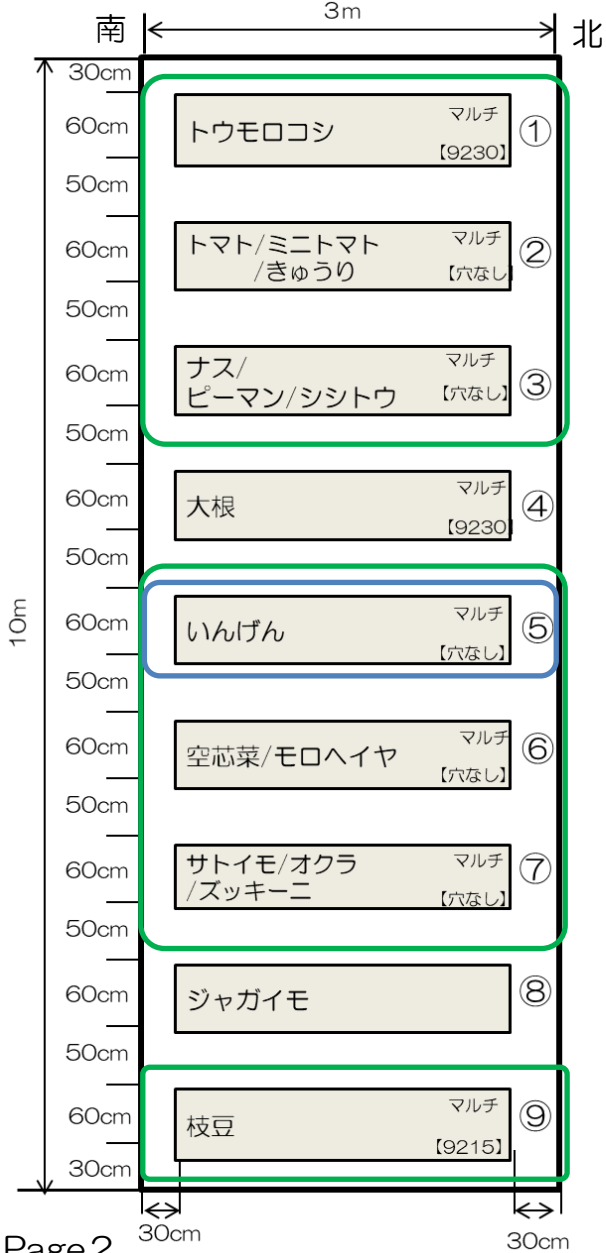 3m
南
北
30cm
60cm
トウモロコシ
マルチ
【9230】
①
50cm
60cm
トマト/ミニトマト
/きゅうり
マルチ
【穴なし】
②
50cm
60cm
ナス/
ピーマン/シシトウ
マルチ
【穴なし】
③
50cm
60cm
大根
マルチ
【9230】
④
50cm
60cm
いんげん
マルチ
【穴なし】
⑤
10m
50cm
60cm
空芯菜/モロヘイヤ
マルチ
【穴なし】
⑥
50cm
60cm
サトイモ/オクラ
/ズッキーニ
マルチ
【穴なし】
⑦
50cm
60cm
ジャガイモ
⑧
50cm
60cm
枝豆
マルチ
【9215】
⑨
30cm
30cm
30cm
Page2